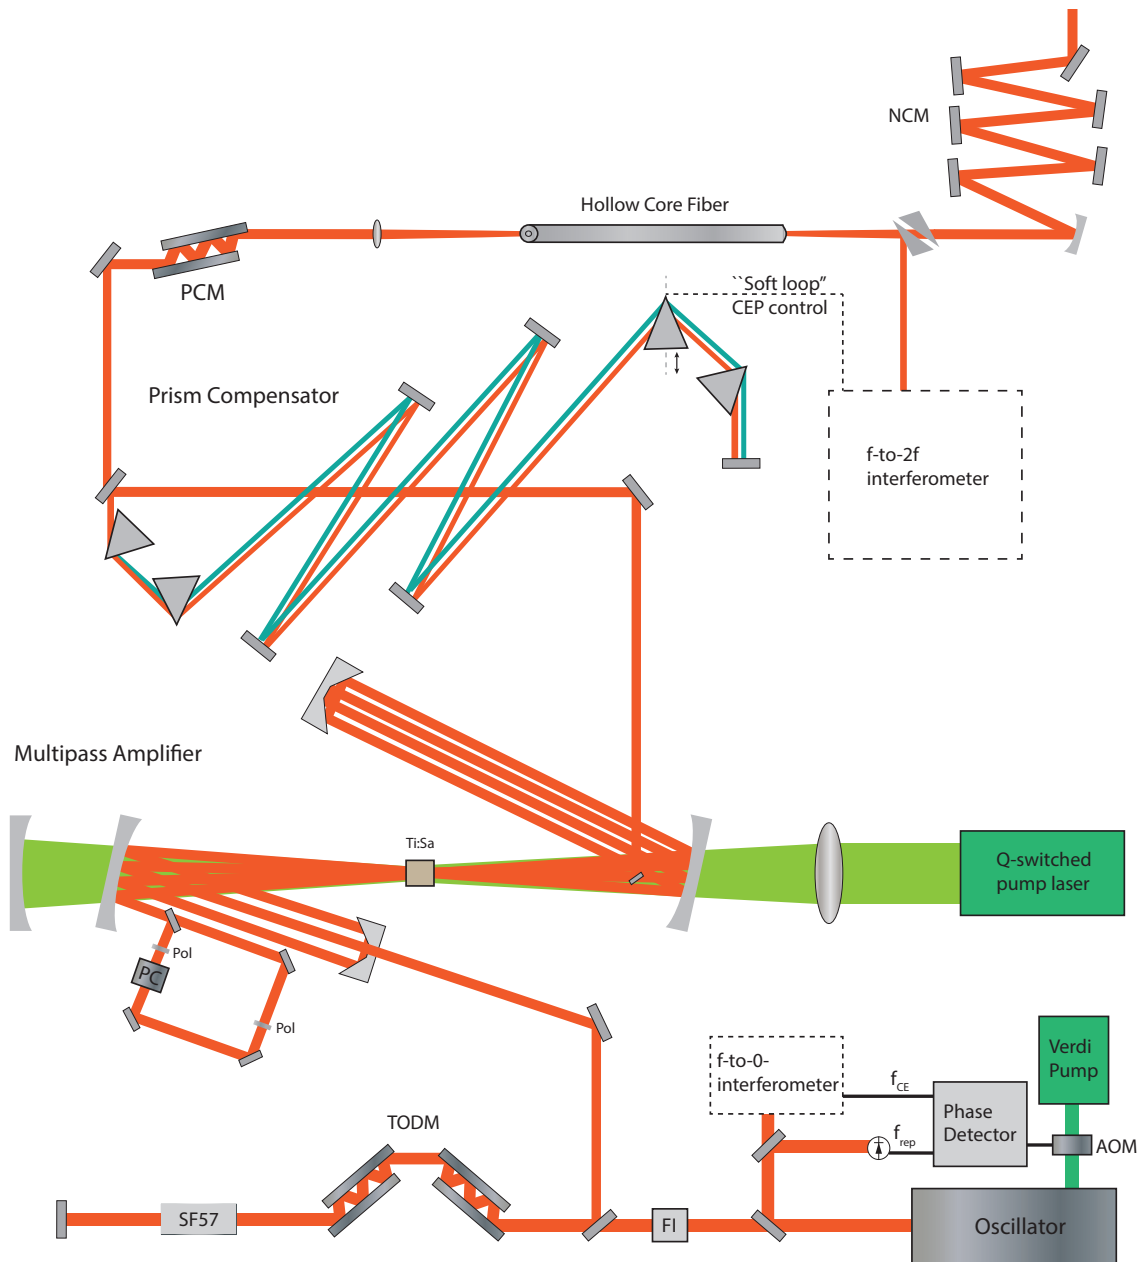 NCM
Hollow Core Fiber
PCM
``Soft loop”
CEP control
Prism Compensator
f-to-2f
interferometer
Multipass Amplifier
Ti:Sa
Q-switched
pump laser
Pol
PC
Pol
Verdi
Pump
f-to-0-
interferometer
fCE
Phase
Detector
frep
AOM
TODM
SF57
FI
Oscillator